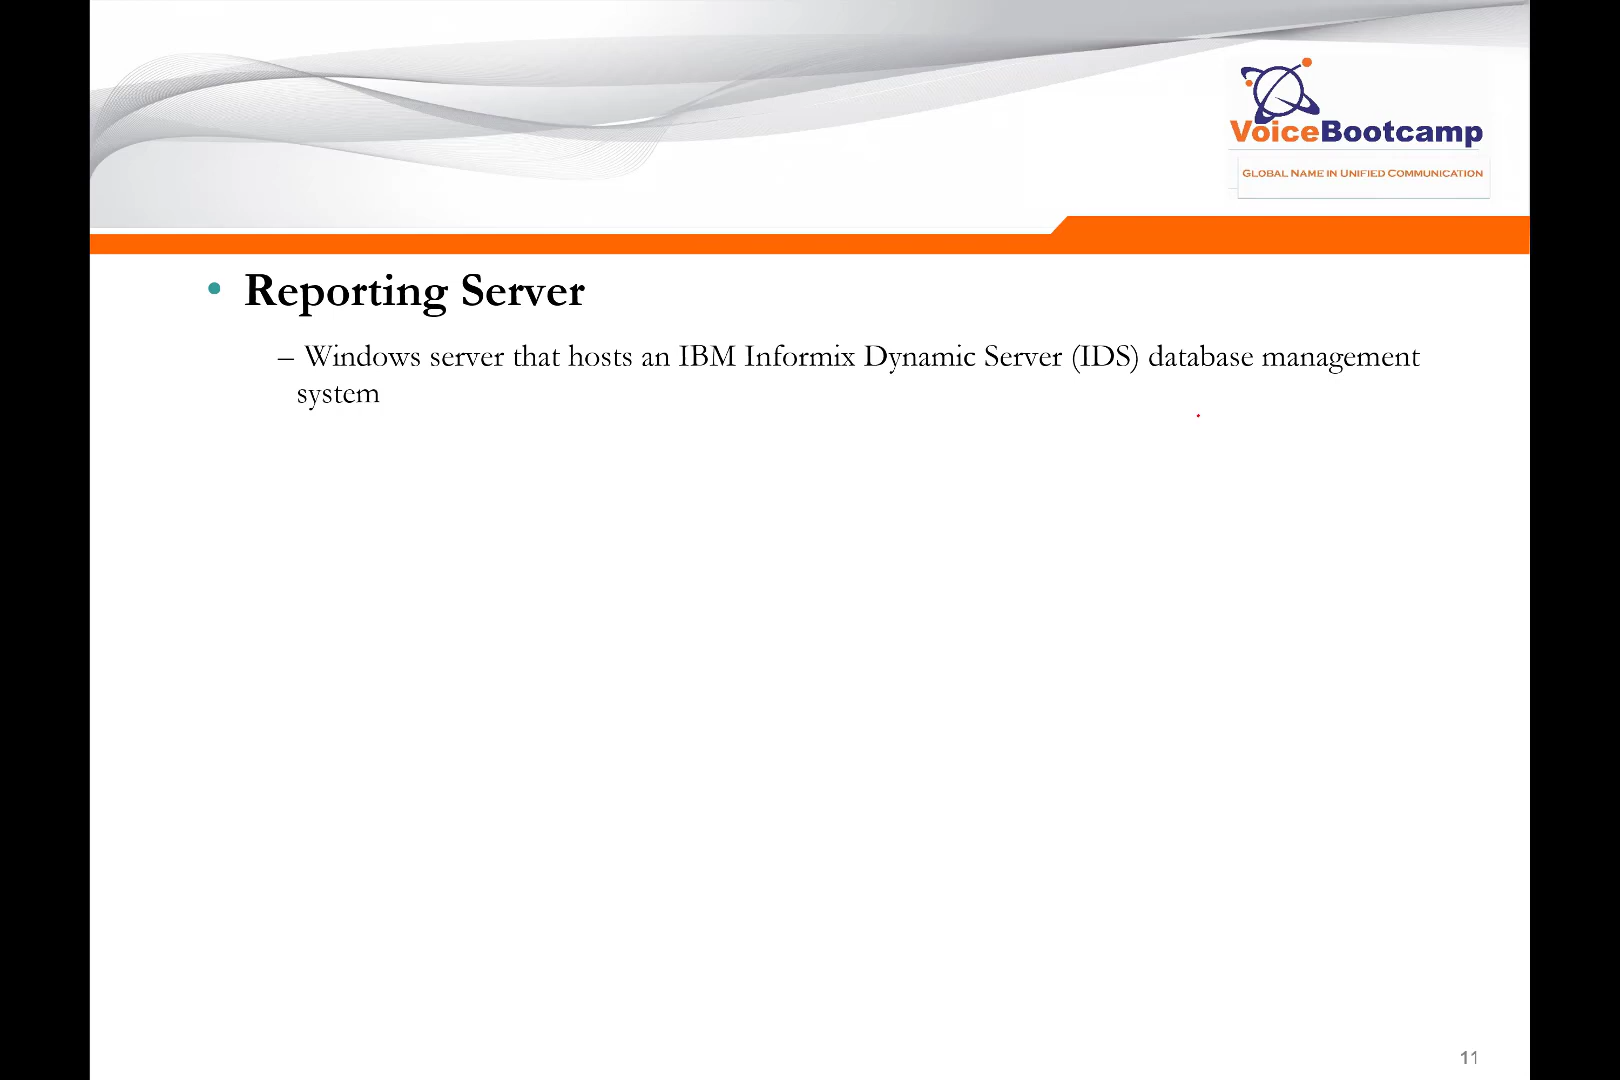 VoiceBootcamp
GLOBAL NAME IN UNIFIED COMMUNICATION
• Reporting Server
– Windows server that hosts an IBM Informix Dynamic Server (IDS) database management
system
11